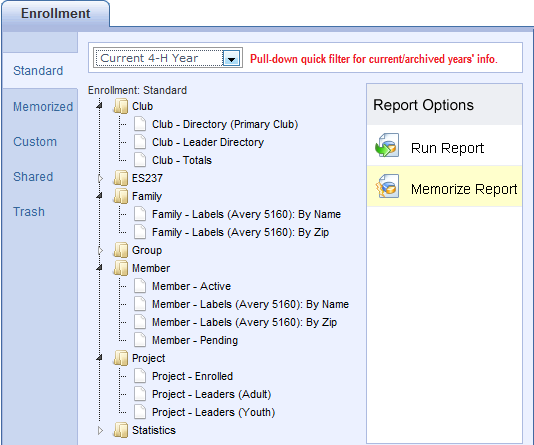 Enrollment
Standard
Memorized
Custom
Shared
Trash
Current 4-H Year
Pull-down quick filter for current/archived years' info.
Enrollment: Standard
Club
Club - Directory (Primary Club)
Club - Leader Directory
Club - Totals
ES237
Family
Family - Labels (Avery 5160): By Name
Family - Labels (Avery 5160): By Zip
Group
Member
Member - Active
Member - Labels (Avery 5160): By Name
Member - Labels (Avery 5160): By Zip
Member - Pending
Project
Project - Enrolled
Project - Leaders (Adult)
Project - Leaders (Youth)
Statistics
Report Options
Run Report
Memorize Report